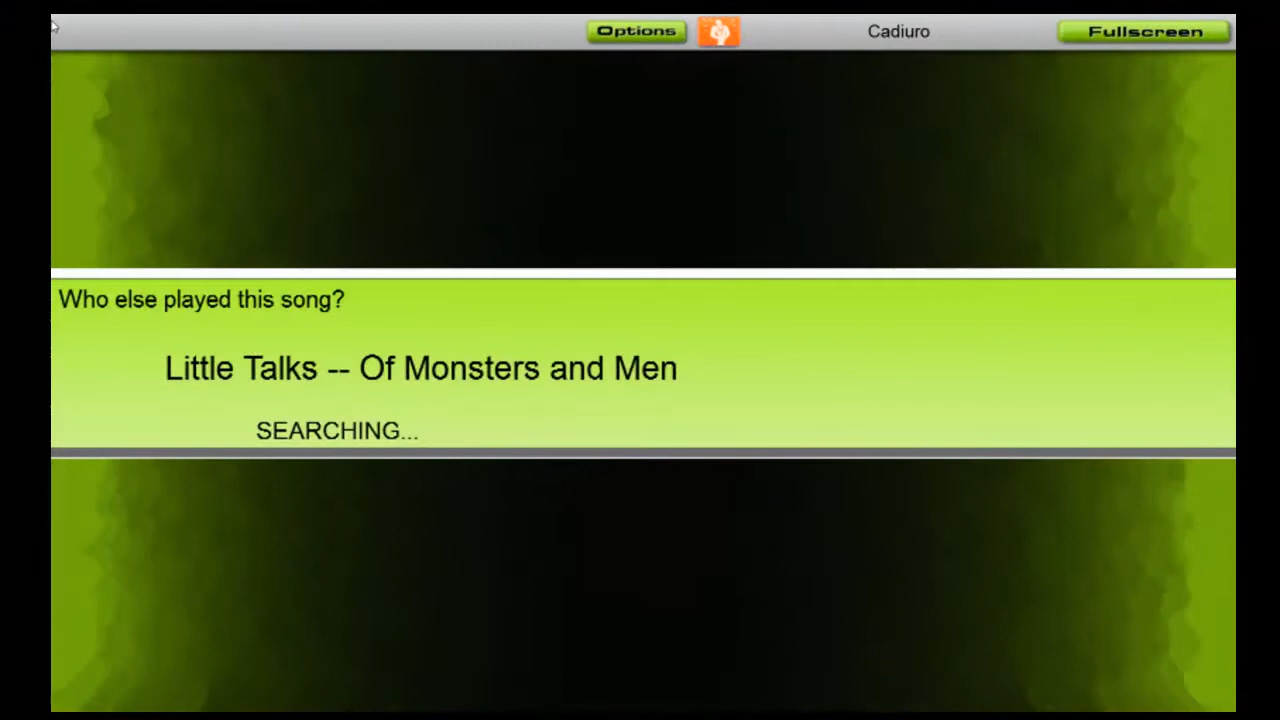 Options
Cadiuro
Fullscreen
Who else played this song?
Little Talks -- Of Monsters and Men
SEARCHING...